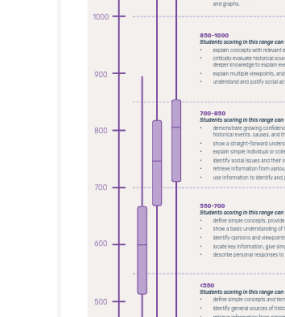 and graphs.
1000
850-1000
Students scoring in this range can
• explain concepts with relevant e
• critically evaluate historical sour
deeper knowledge to explain eve
900
• explain multiple viewpoints, and
• understand and justify social ac
700-850
Students scoring in this range can
• demonstrate growing confidenc
800
historical events, causes, and th
• show a straight-forward unders
• explain simple individual or colle
• identify social issues and their i
• retrieve information from variou
• use information to identify and j
700
550-700
Students scoring in this range can
• define simple concepts, provide
• show a basic understanding of t
• identify opinions and viewpoints
600
• locate key information, give sim
• describe personal responses to
<550
Students scoring in this range can
• define simple concepts and ter
500
• identify general sources of histo